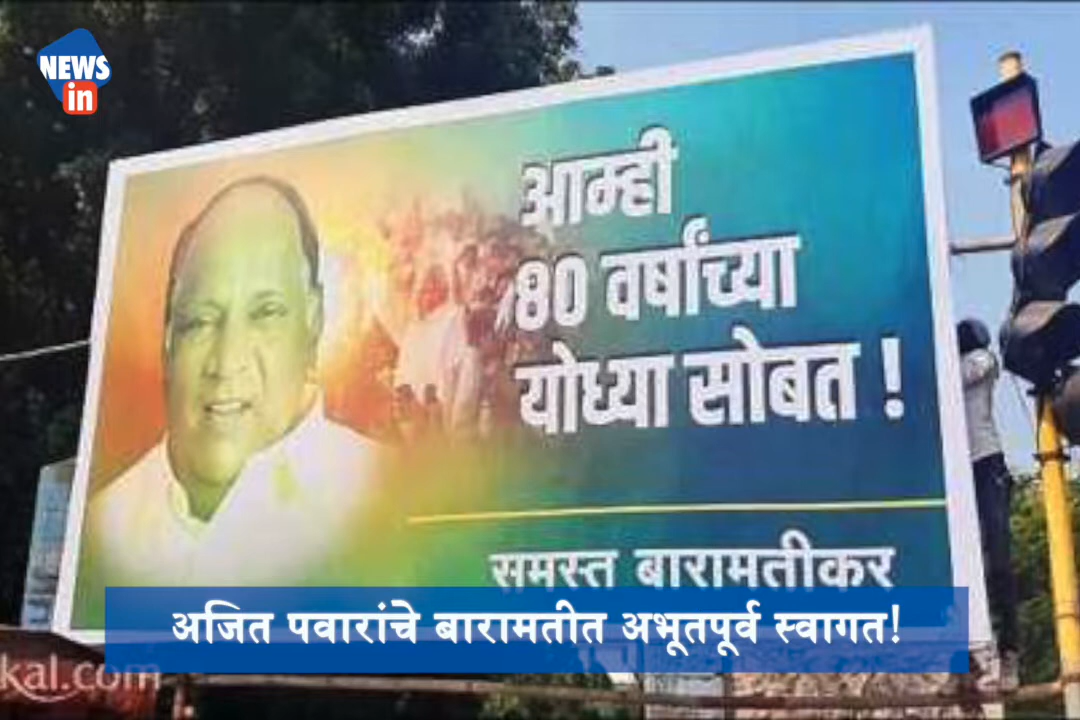 NEWS
in
आम्ही
80 वर्षांच्या
योध्या सोबत !
समस्त बारामतीकर
अजित पवारांचे बारामतीत अभूतपूर्व स्वागत!
kal.com